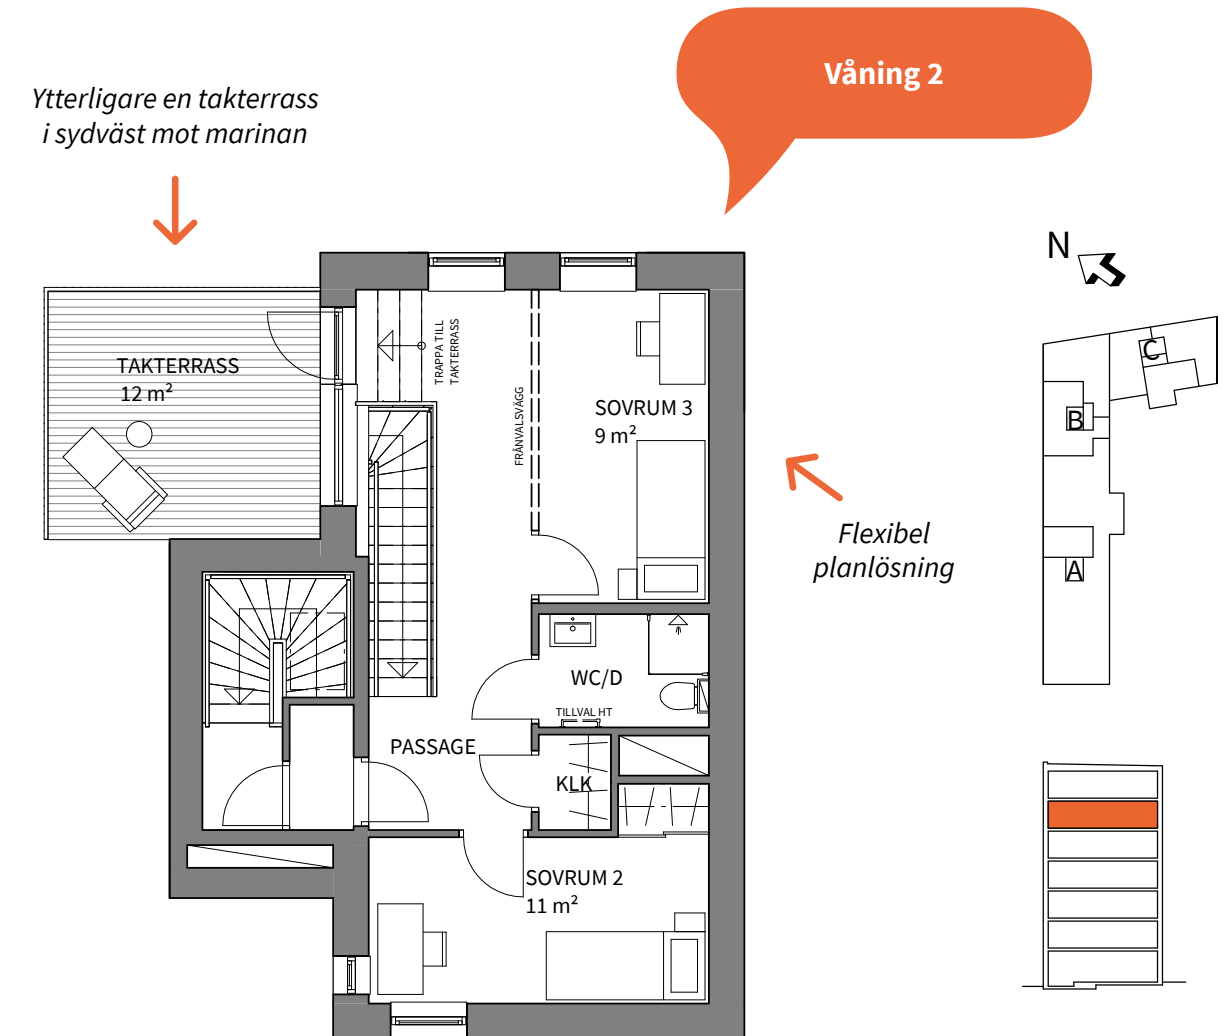 Våning 2
Ytterligare en takterrass
i sydväst mot marinan
N
TAKTERRASS
12 m²
TRAPPA TILL
TAKTERRASS
FRÅNVALSVÄGG
SOVRUM 3
9 m²
C
B
A
Flexibel
planlösning
WC/D
TILLVAL HT
PASSAGE
KLK
SOVRUM 2
11 m²